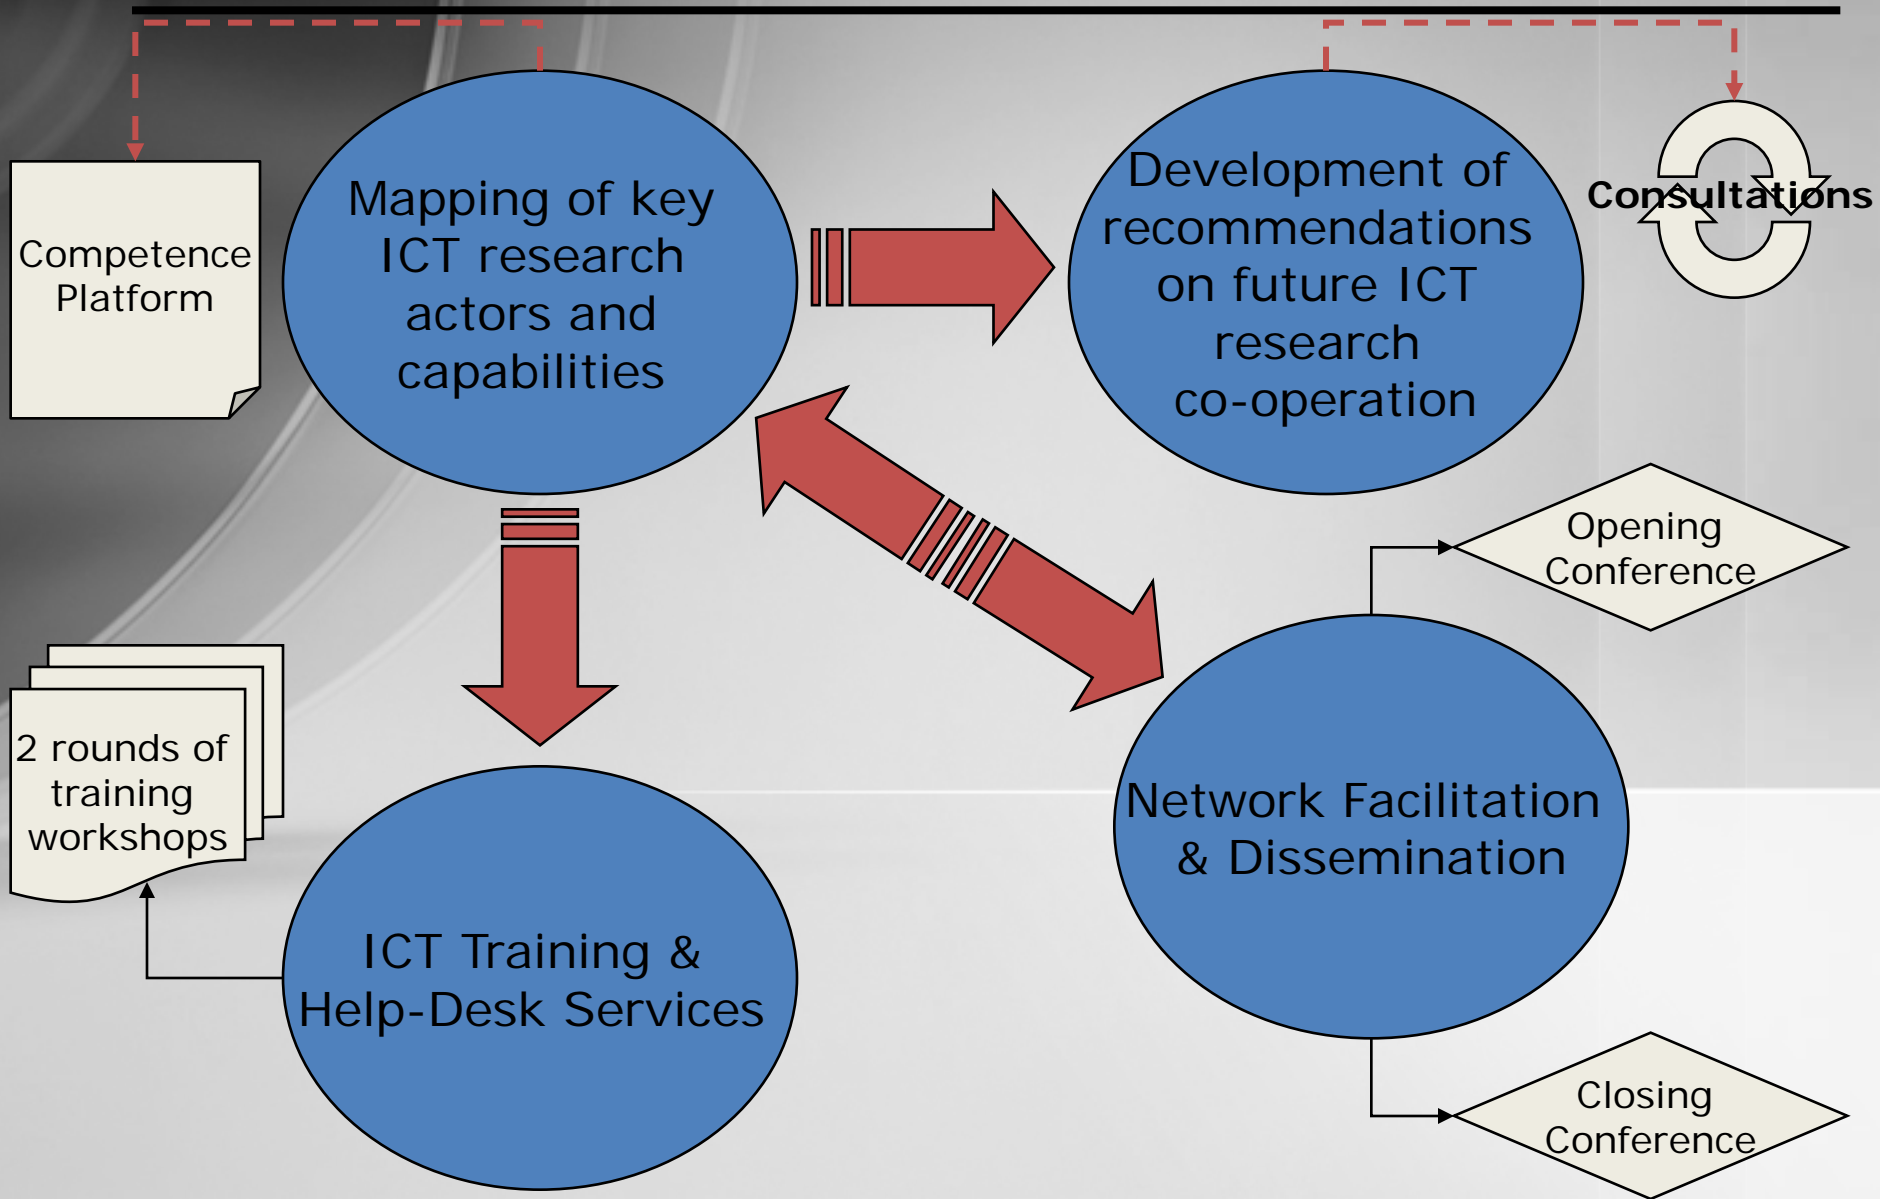 Competence
Platform
Mapping of key
ICT research
actors and
capabilities
Development of
recommendations
on future ICT
research
co-operation
Consultations
Opening
Conference
2 rounds of
training
workshops
ICT Training &
Help-Desk Services
Network Facilitation
& Dissemination
Closing
Conference